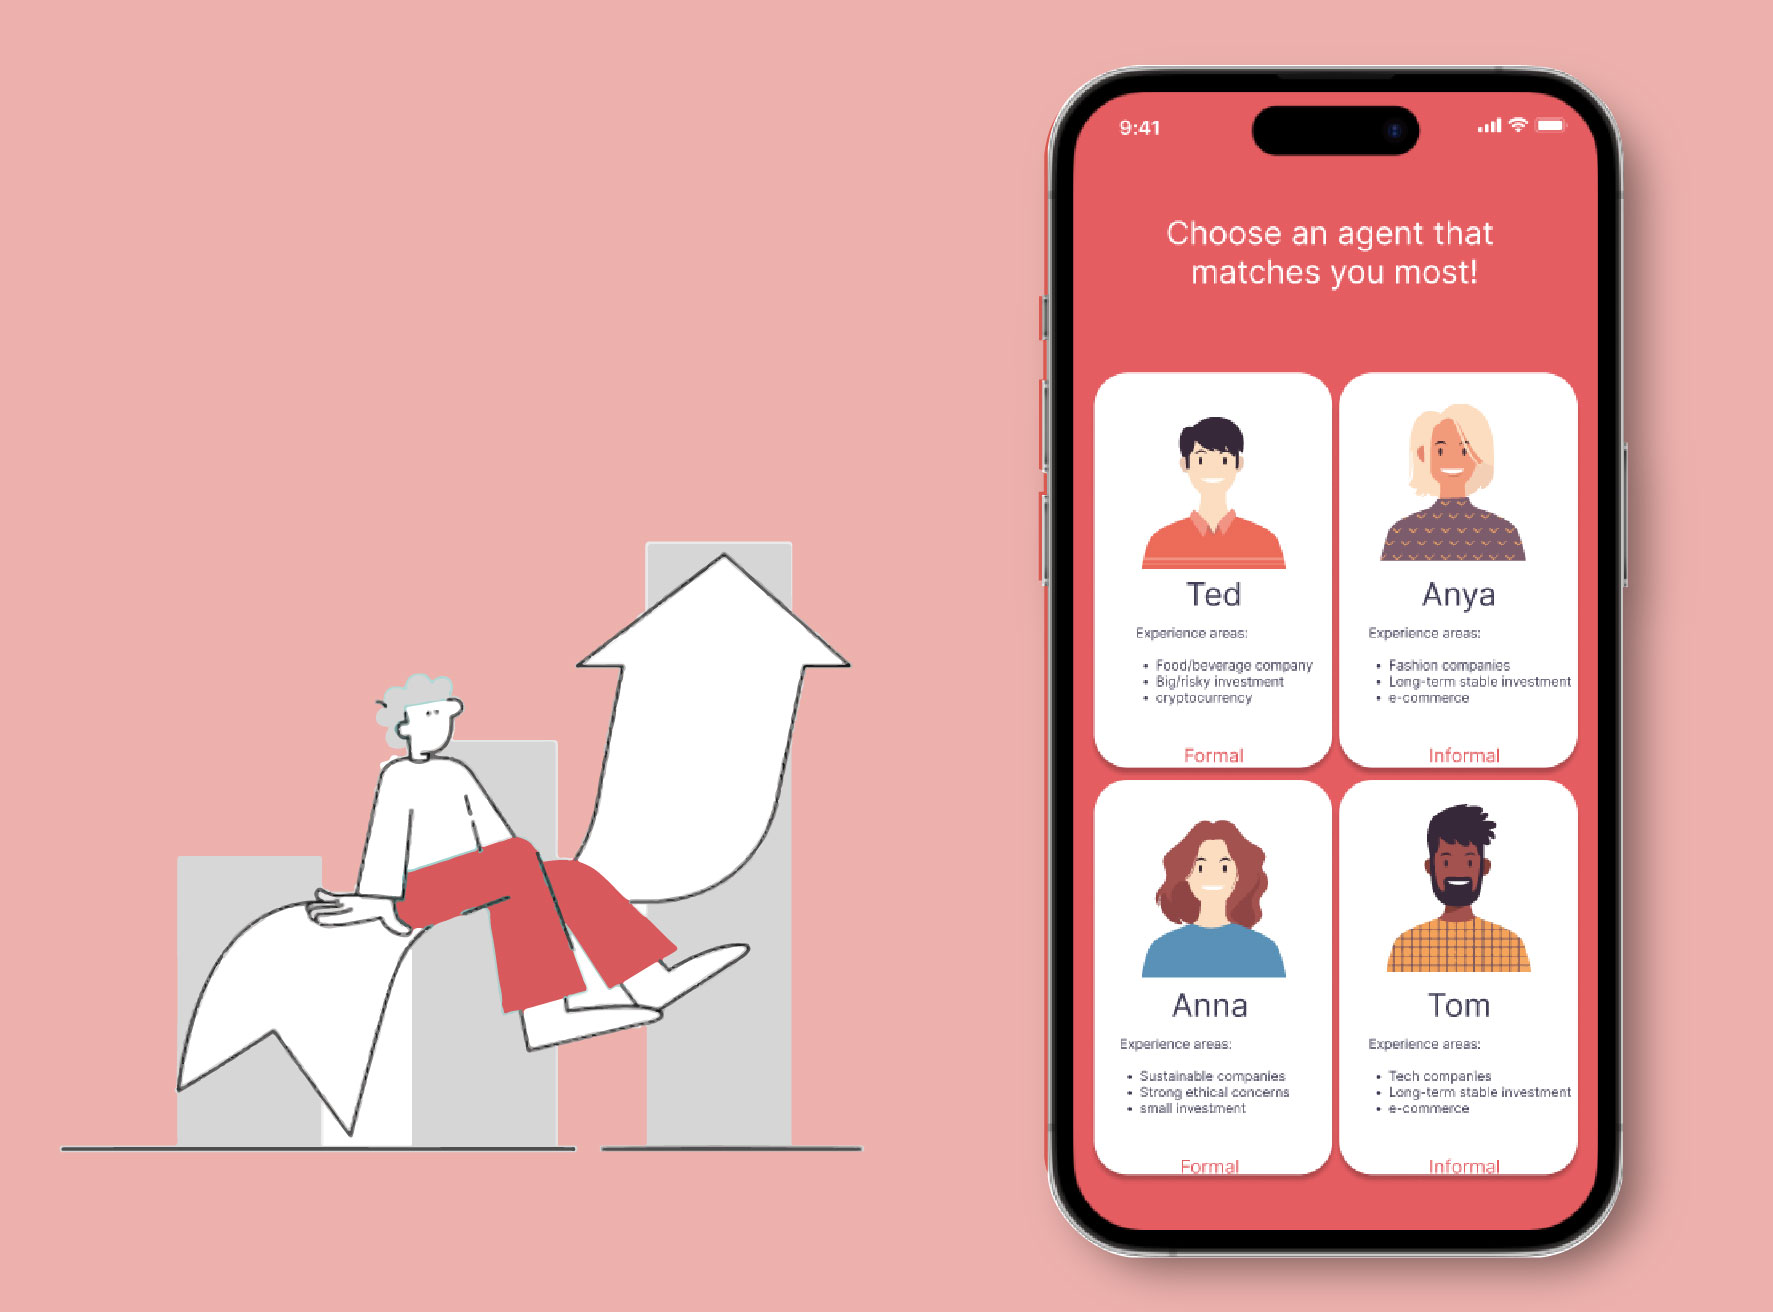 9:41
Choose an agent that
matches you most!
Ted
Experience areas:
• Food/beverage company
• Big/risky investment
• cryptocurrency
Formal
Anya
Experience areas:
• Fashion companies
• Long-term stable investment
• e-commerce
Informal
Anna
Experience areas:
• Sustainable companies
• Strong ethical concerns
• small investment
Formal
Tom
Experience areas:
• Tech companies
• Long-term stable investment
• e-commerce
Informal